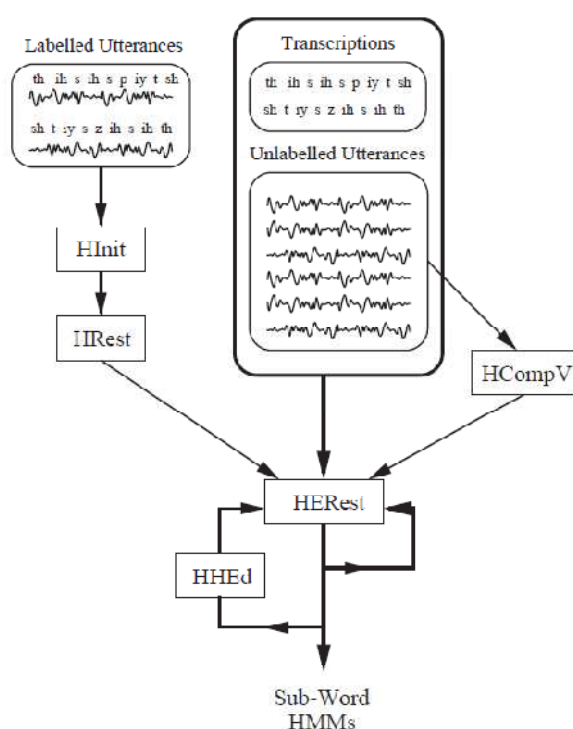 Labelled Utterances
th ih s ih s p iy t sh
sh t iy s z ih s ih th
HInit
HRest
Transcriptions
th ih s ih s p iy t sh
sh t iy s z ih s ih th
Unlabelled Utterances
HCompV
HERest
HHEd
Sub-Word
HMMs